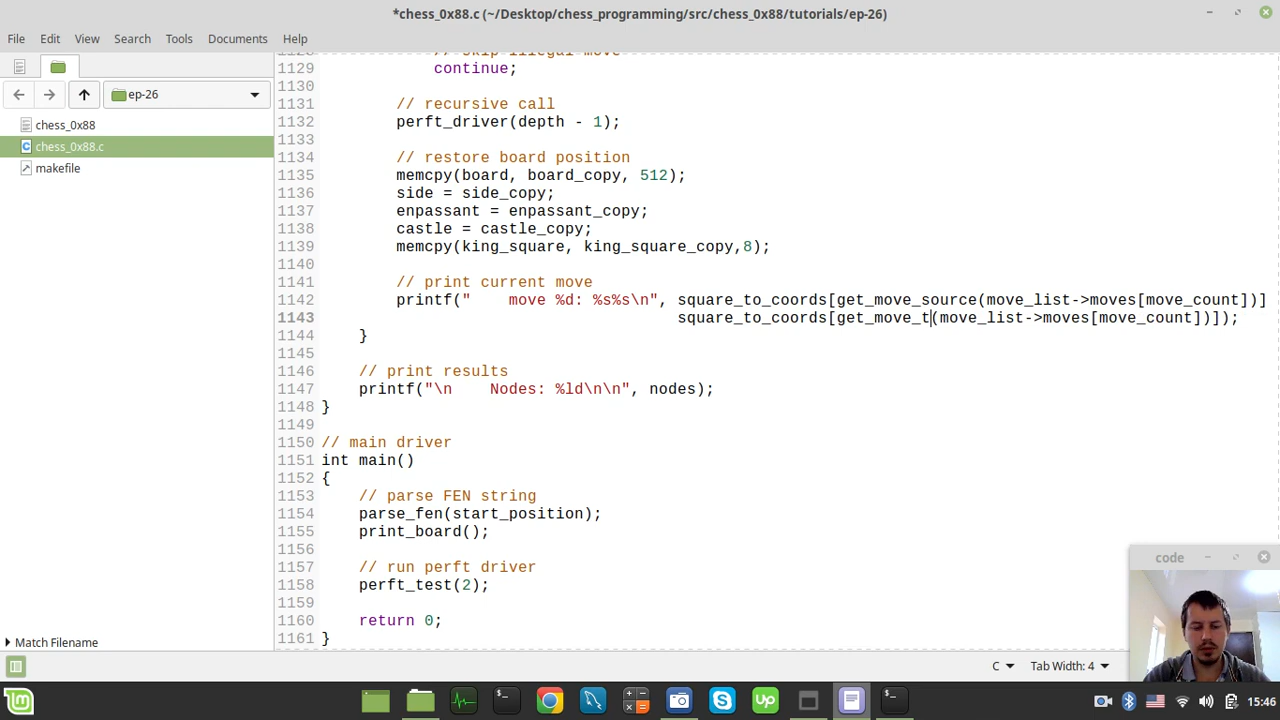 *chess_0x88.c (~/Desktop/chess_programming/src/chess_0x88/tutorials/ep-26)
File Edit View Search Tools Documents Help
ep-26
chess_0x88
chess_0x88.c
makefile
Match Filename
1128 // skip illegal move
1129 continue;
1130
1131 // recursive call
1132 perft_driver(depth - 1);
1133
1134 // restore board position
1135 memcpy(board, board_copy, 512);
1136 side = side_copy;
1137 enpassant = enpassant_copy;
1138 castle = castle_copy;
1139 memcpy(king_square, king_square_copy,8);
1140
1141 // print current move
1142 printf("    move %d: %s%s\n", square_to_coords[get_move_source(move_list->moves[move_count])]
1143 square_to_coords[get_move_t(move_list->moves[move_count])]);
1144 }
1145
1146 // print results
1147 printf("\n    Nodes: %ld\n\n", nodes);
1148 }
1149
1150 // main driver
1151 int main()
1152 {
1153 // parse FEN string
1154 parse_fen(start_position);
1155 print_board();
1156
1157 // run perft driver
1158 perft_test(2);
1159
1160 return 0;
1161 }
code
C Tab Width: 4
15:46